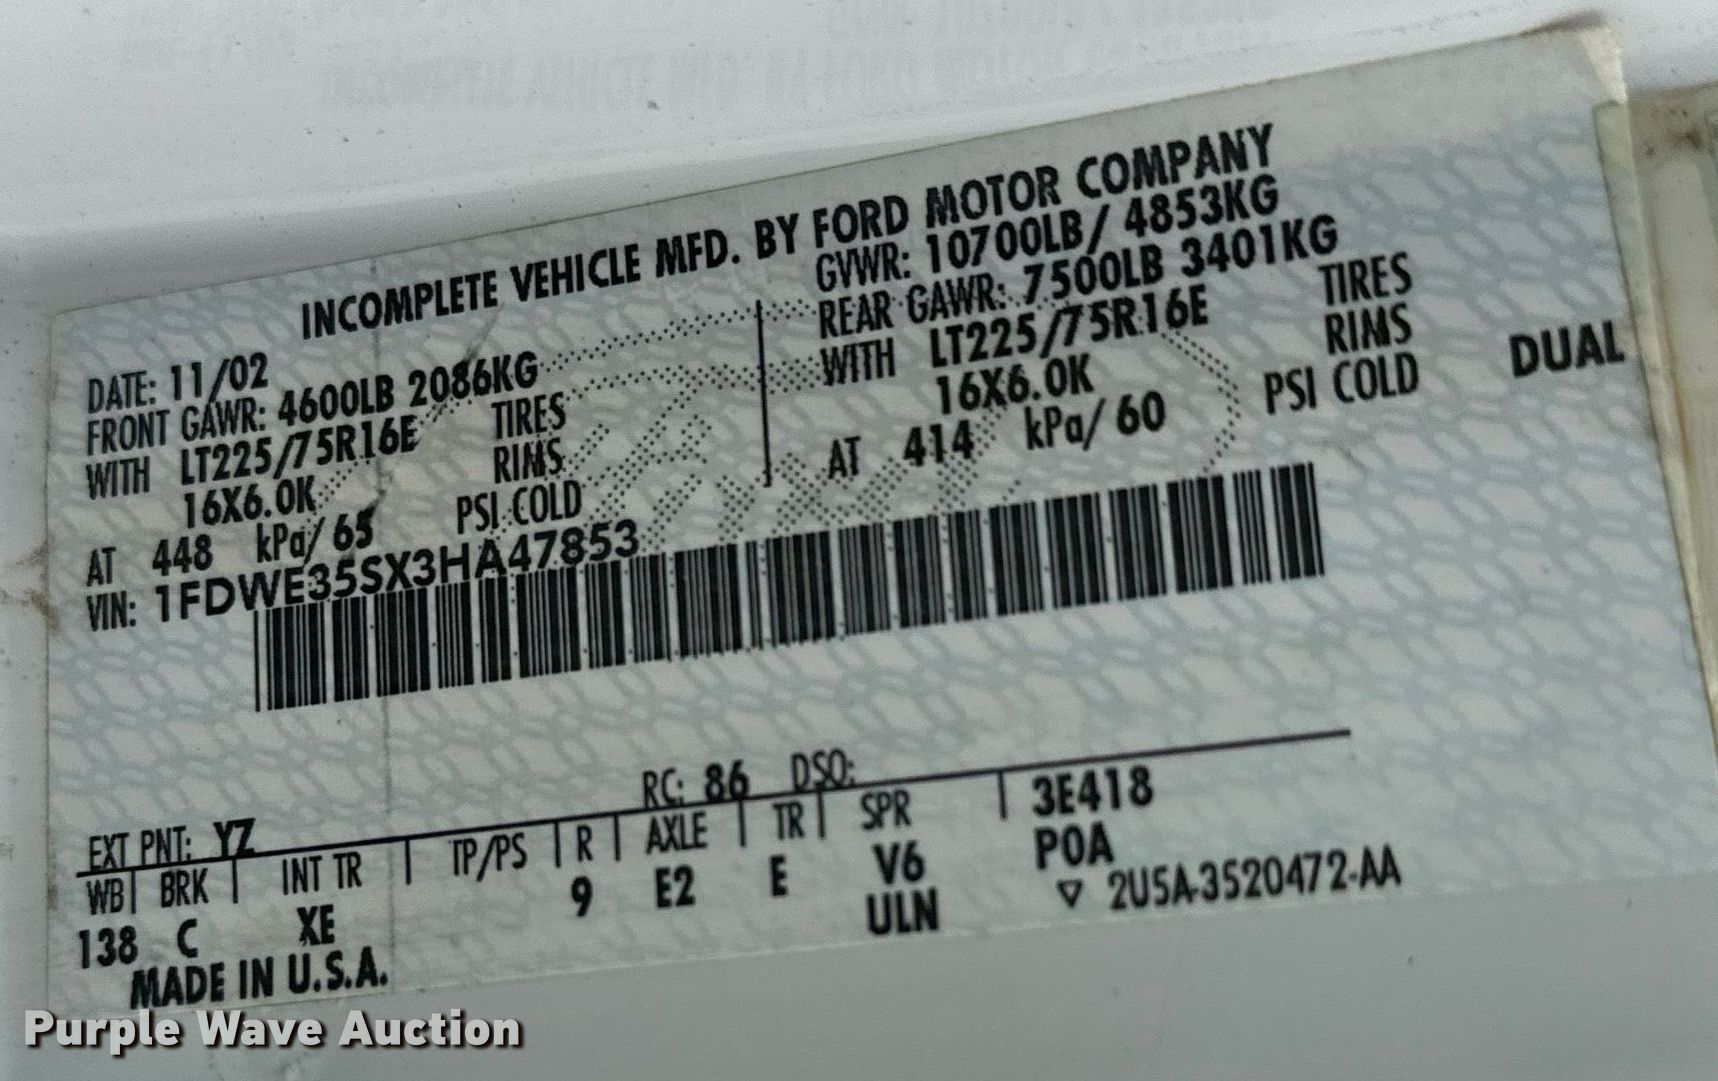 INCOMPLETE VEHICLE MFD. BY FORD MOTOR COMPANY
DATE: 11/02
GVWR: 10700LB/ 4853KG
FRONT GAWR: 4600LB 2086KG
REAR GAWR: 7500LB 3401KG
WITH LT225/75R16E TIRES
WITH LT225/75R16E TIRES
16X6.0K RIMS
16X6.0K RIMS
AT 448 kPa/ 65 PSI COLD
AT 414 kPa/ 60 PSI COLD DUAL
VIN: 1FDWE35SX3HA47853
EXT PNT: YZ RC: 86 DSO:
WB BRK INT TR TP/PS R AXLE TR SPR 3E418
138 C XE 9 E2 E V6 POA
ULN ▽ 2U5A-3520472-AA
MADE IN U.S.A.
Purple Wave Auction